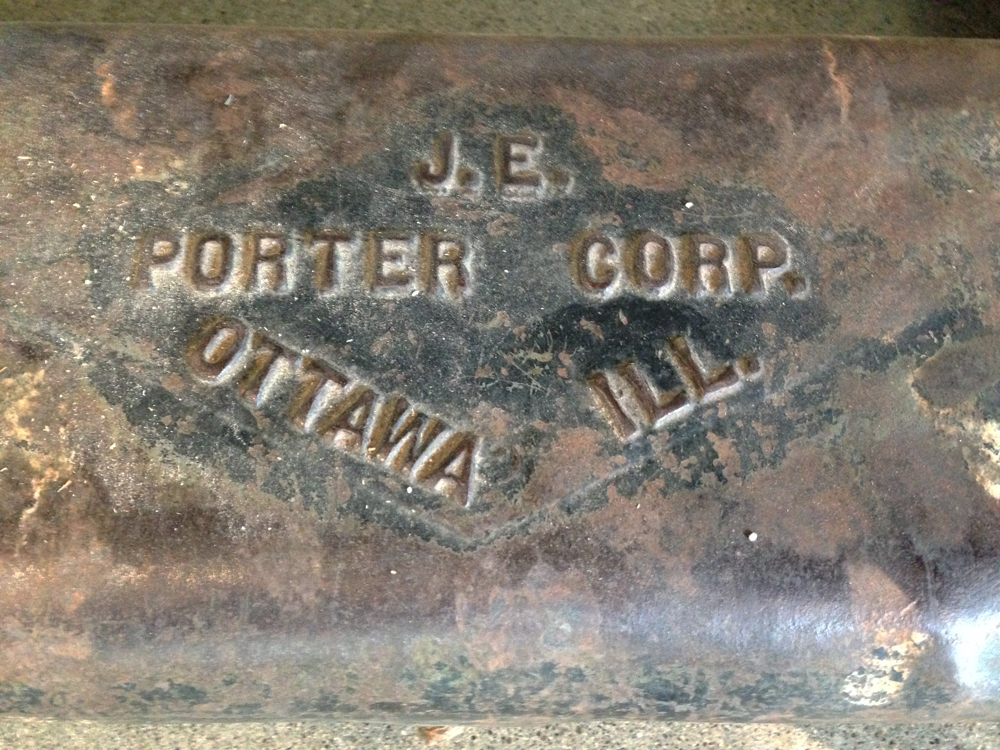 J.E.
PORTER CORP.
OTTAWA ILL.